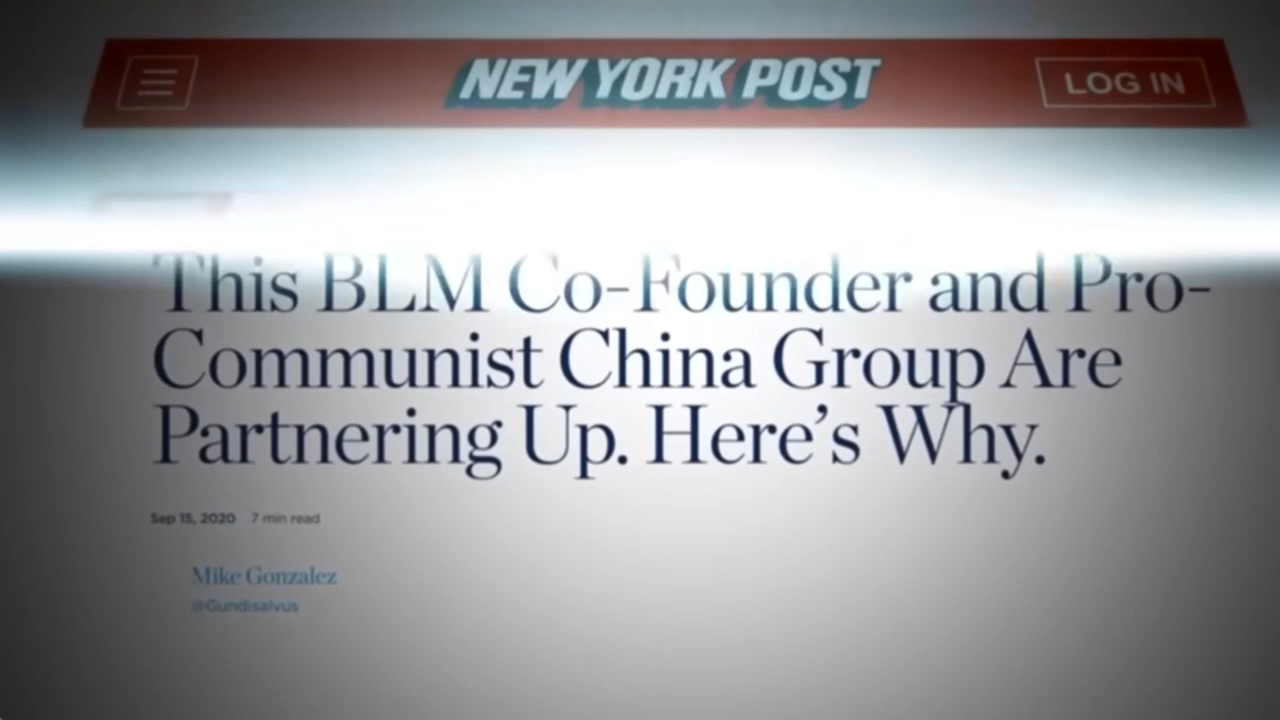 NEW YORK POST
LOG IN
This BLM Co-Founder and Pro-
Communist China Group Are
Partnering Up. Here's Why.
Sep 15, 2020 7 min read
Mike Gonzalez
@Gundisalvus